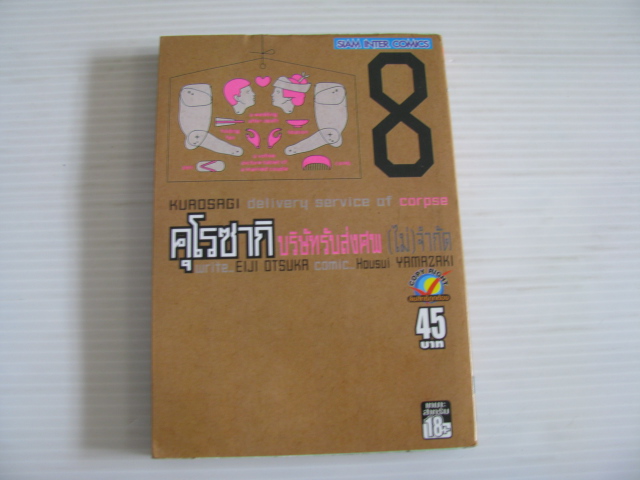 SIAM INTER COMICS
8
KUROSAGI delivery service of corpse
คุโรซากิ บริษัทรับส่งศพ (ไม่) จำกัด
write. EIJI OTSUKA comic. Housui YAMAZAKI
COPY RIGHT
45
บาท
18+